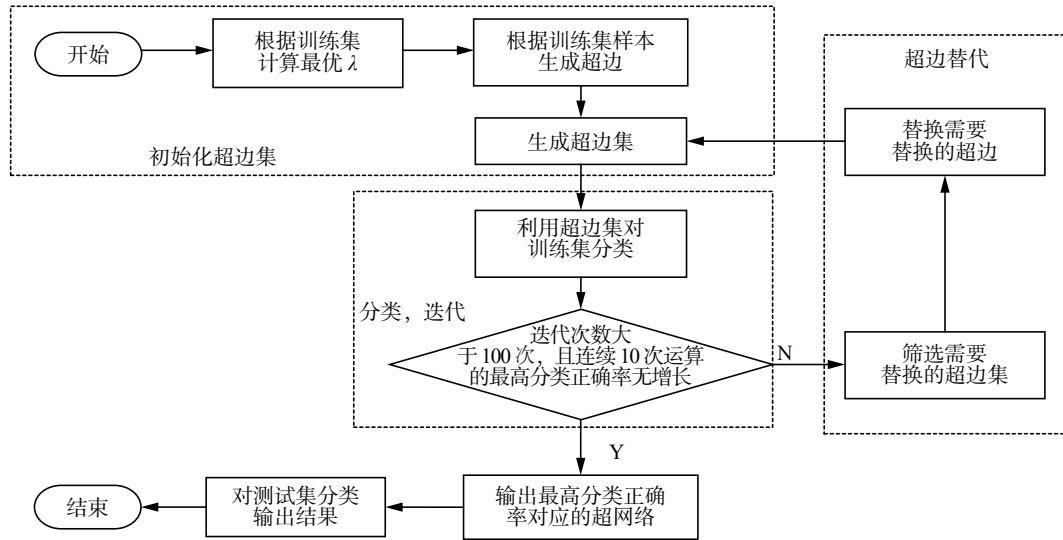 开始
根据训练集
计算最优 λ
根据训练集样本
生成超边
生成超边集
初始化超边集
超边替代
替换需要
替换的超边
利用超边集对
训练集分类
分类，迭代
迭代次数大
于 100 次，且连续 10 次运算
的最高分类正确率无增长
N
筛选需要
替换的超边集
Y
输出最高分类正确
率对应的超网络
对测试集分类
输出结果
结束